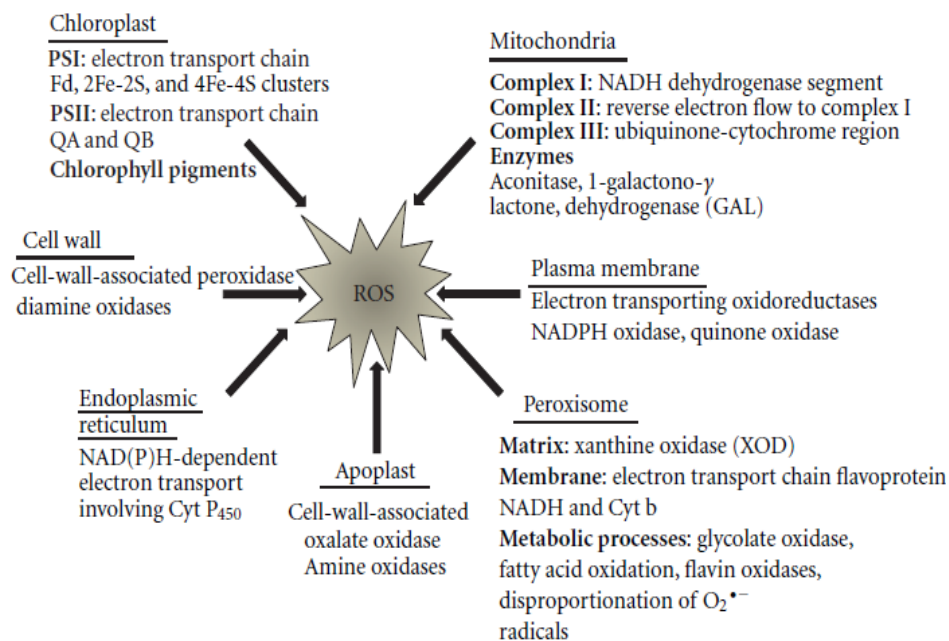 Chloroplast
PSI: electron transport chain
Fd, 2Fe-2S, and 4Fe-4S clusters
PSII: electron transport chain
QA and QB
Chlorophyll pigments
Mitochondria
Complex I: NADH dehydrogenase segment
Complex II: reverse electron flow to complex I
Complex III: ubiquinone-cytochrome region
Enzymes
Aconitase, 1-galactono-γ
lactone, dehydrogenase (GAL)
Cell wall
Cell-wall-associated peroxidase
diamine oxidases
ROS
Plasma membrane
Electron transporting oxidoreductases
NADPH oxidase, quinone oxidase
Endoplasmic
reticulum
NAD(P)H-dependent
electron transport
involving Cyt P₄₅₀
Apoplast
Cell-wall-associated
oxalate oxidase
Amine oxidases
Peroxisome
Matrix: xanthine oxidase (XOD)
Membrane: electron transport chain flavoprotein
NADH and Cyt b
Metabolic processes: glycolate oxidase,
fatty acid oxidation, flavin oxidases,
disproportionation of O₂•−
radicals